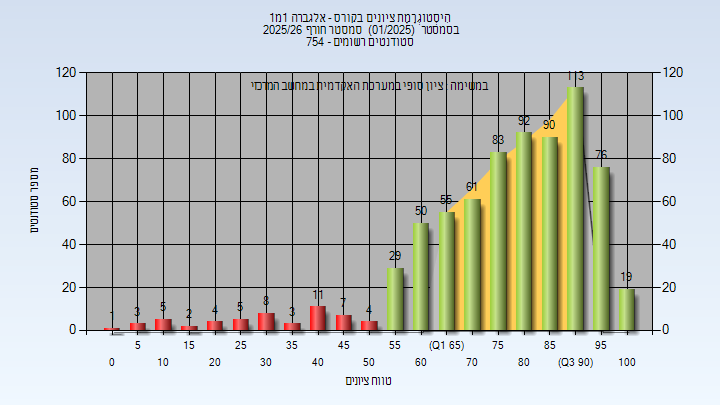 היסטוגרמת ציונים בקורס - אלגברה 1מ1
בסמסטר (01/2025) סמסטר חורף 2025/26
סטודנטים רשומים - 754
במשימה: ציון סופי במערכת האקדמית במחשב המרכזי
מספר סטודנטים
120 113 120
100 92 90 100
80 83 76 80
60 50 55 61 60
40 29 40
20 11 19 20
0 1 3 5 2 4 5 8 3 7 4 0
5 15 25 35 45 55 (Q1 65) 75 85 95
0 10 20 30 40 50 60 70 80 (Q3 90) 100
טווח ציונים